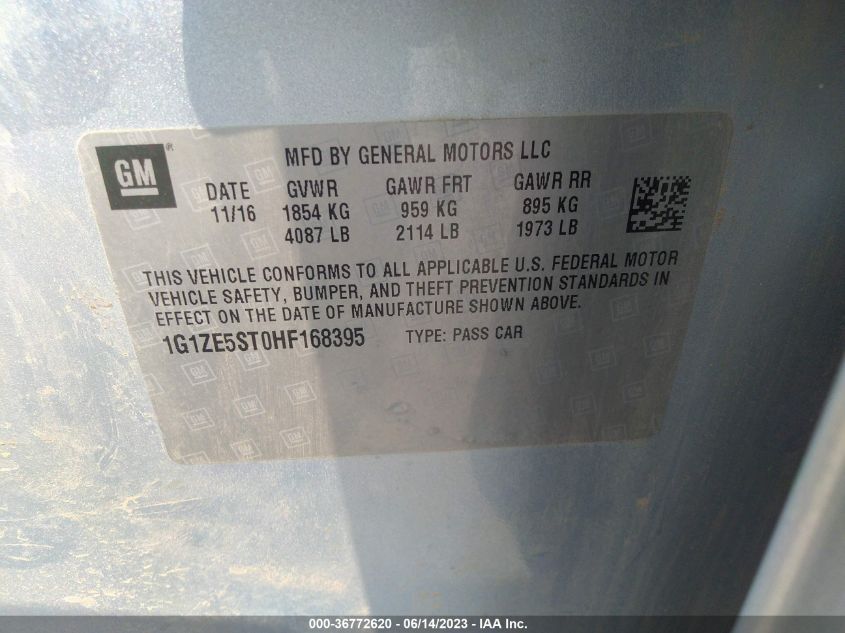 GM ®
MFD BY GENERAL MOTORS LLC
DATE GVWR GAWR FRT GAWR RR
11/16 1854 KG 959 KG 895 KG
4087 LB 2114 LB 1973 LB
THIS VEHICLE CONFORMS TO ALL APPLICABLE U.S. FEDERAL MOTOR
VEHICLE SAFETY, BUMPER, AND THEFT PREVENTION STANDARDS IN
EFFECT ON THE DATE OF MANUFACTURE SHOWN ABOVE.
1G1ZE5ST0HF168395 TYPE: PASS CAR
000-36772620 - 06/14/2023 - IAA Inc.